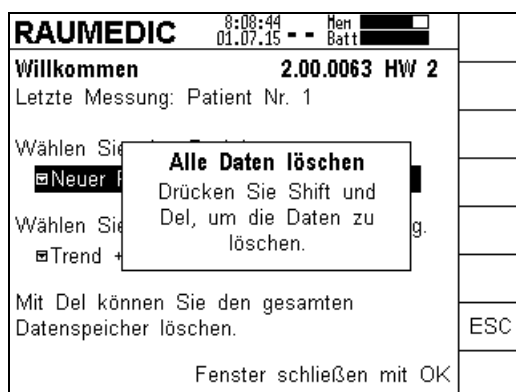 RAUMEDIC 8:08:44 Mem
01.07.15 - - Batt
Willkommen 2.00.0063 HW 2
Letzte Messung: Patient Nr. 1
Wählen Sie
Neuer
Alle Daten löschen
Drücken Sie Shift und
Del, um die Daten zu
löschen.
Wählen Sie
Trend +
Mit Del können Sie den gesamten
Datenspeicher löschen.
ESC
Fenster schließen mit OK